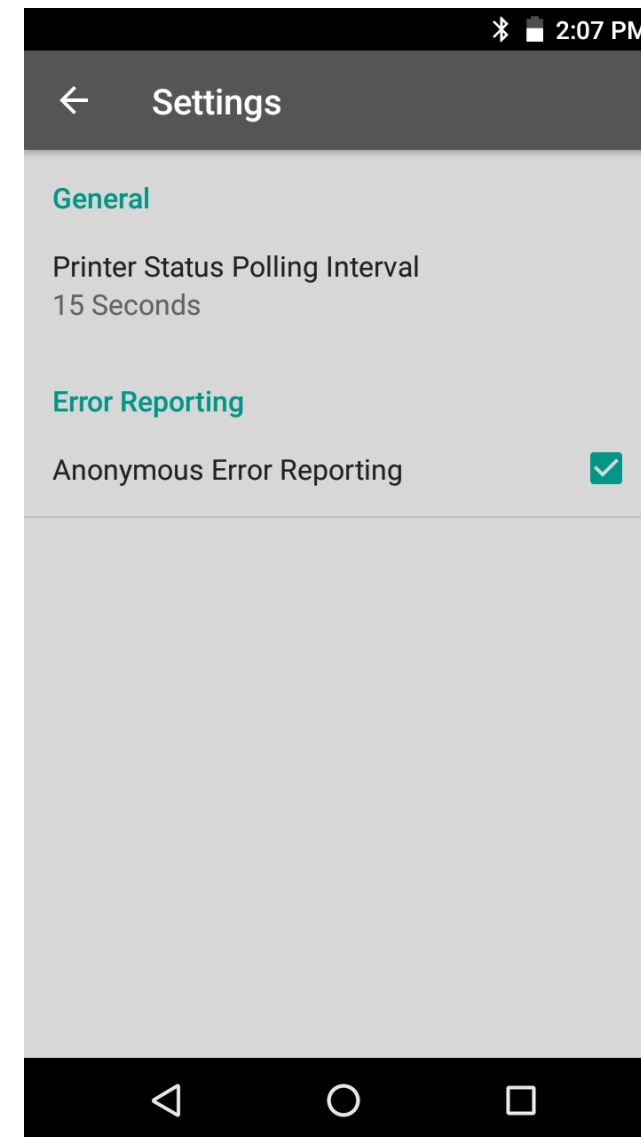 2:07 PM
Settings
General
Printer Status Polling Interval
15 Seconds
Error Reporting
Anonymous Error Reporting